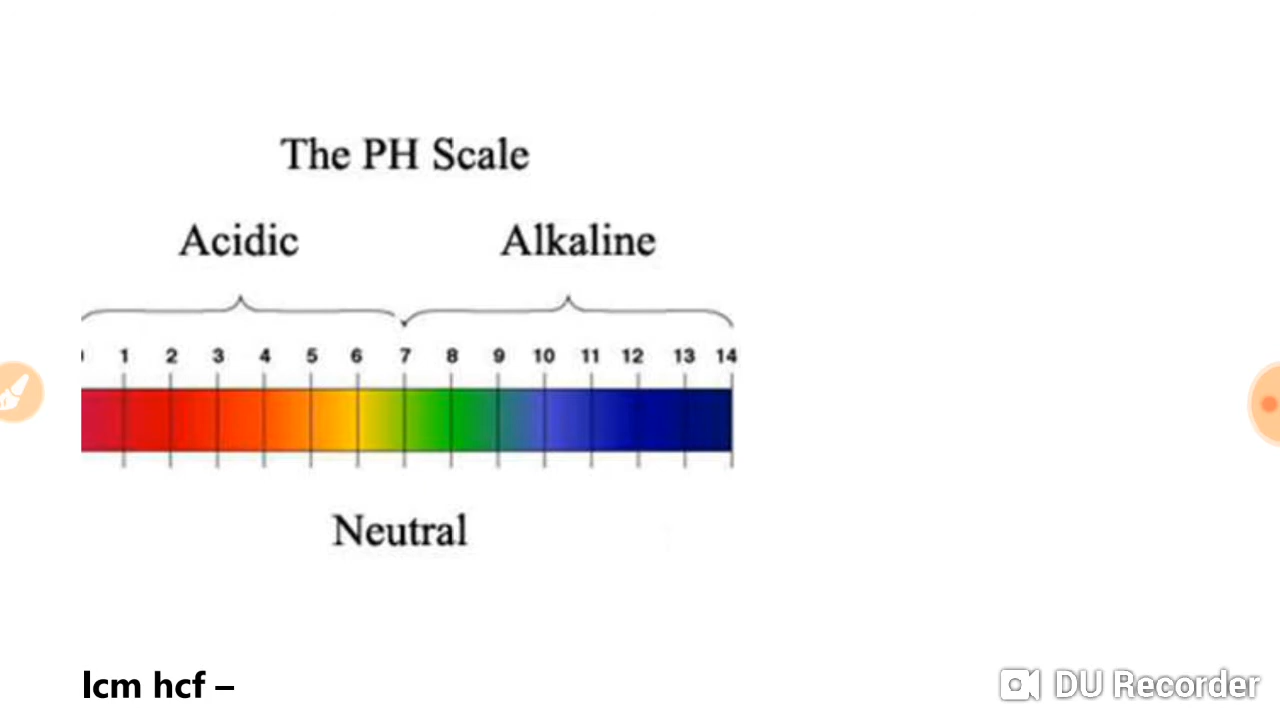 The PH Scale
Acidic Alkaline
1 2 3 4 5 6 7 8 9 10 11 12 13 14
Neutral
lcm hcf –
DU Recorder